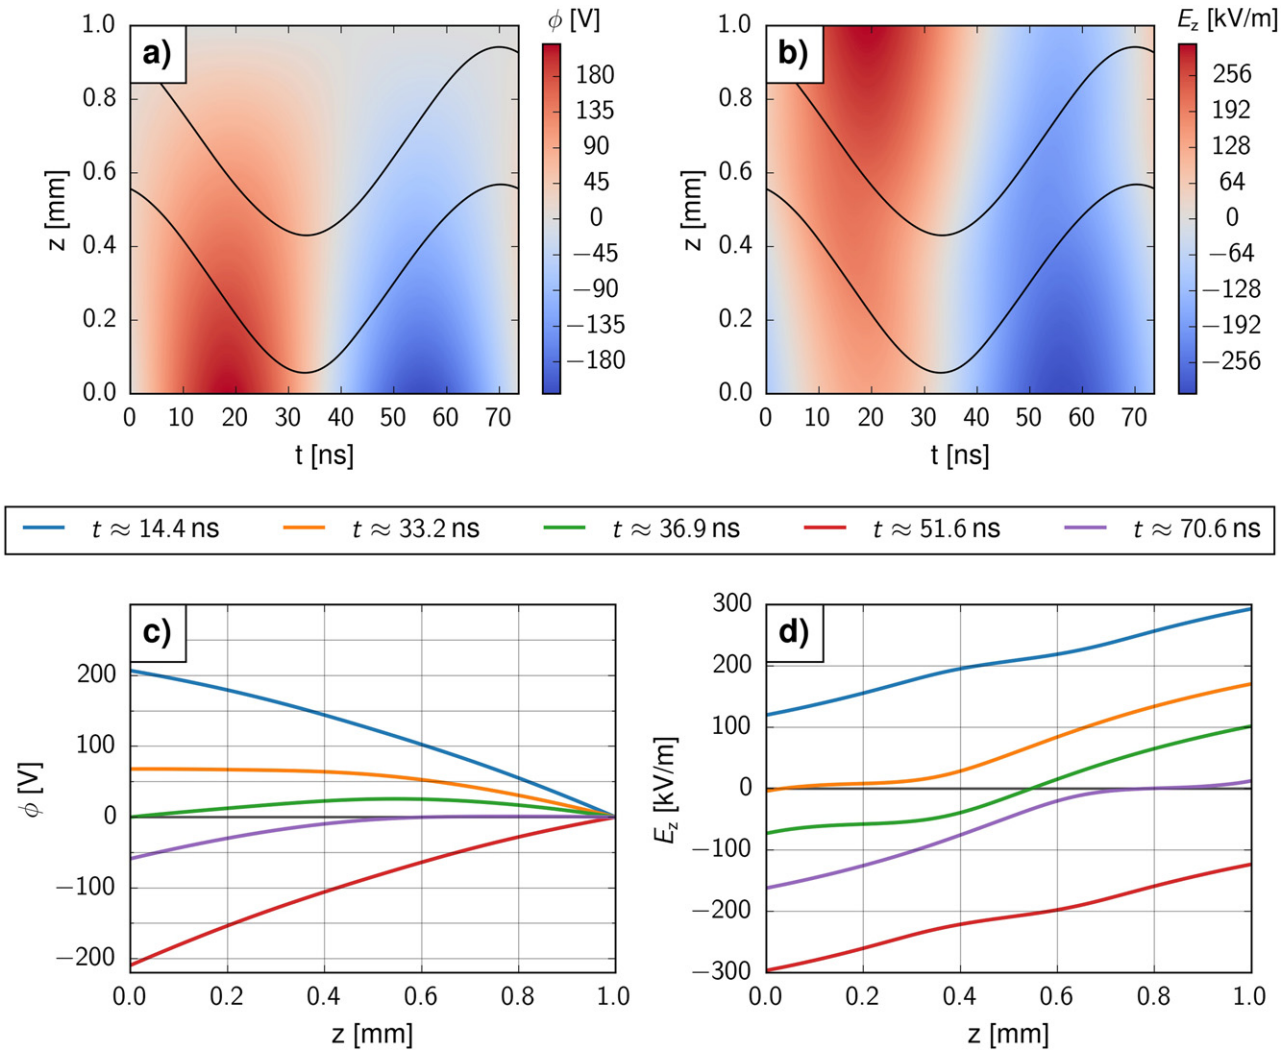 a)
z [mm]
1.0
0.8
0.6
0.4
0.2
0.0
0 10 20 30 40 50 60 70
t [ns]
ϕ [V]
180
135
90
45
0
−45
−90
−135
−180
b)
z [mm]
1.0
0.8
0.6
0.4
0.2
0.0
0 10 20 30 40 50 60 70
t [ns]
E_z [kV/m]
256
192
128
64
0
−64
−128
−192
−256
t ≈ 14.4 ns t ≈ 33.2 ns t ≈ 36.9 ns t ≈ 51.6 ns t ≈ 70.6 ns
c)
ϕ [V]
200
100
0
−100
−200
0.0 0.2 0.4 0.6 0.8 1.0
z [mm]
d)
E_z [kV/m]
300
200
100
0
−100
−200
−300
0.0 0.2 0.4 0.6 0.8 1.0
z [mm]